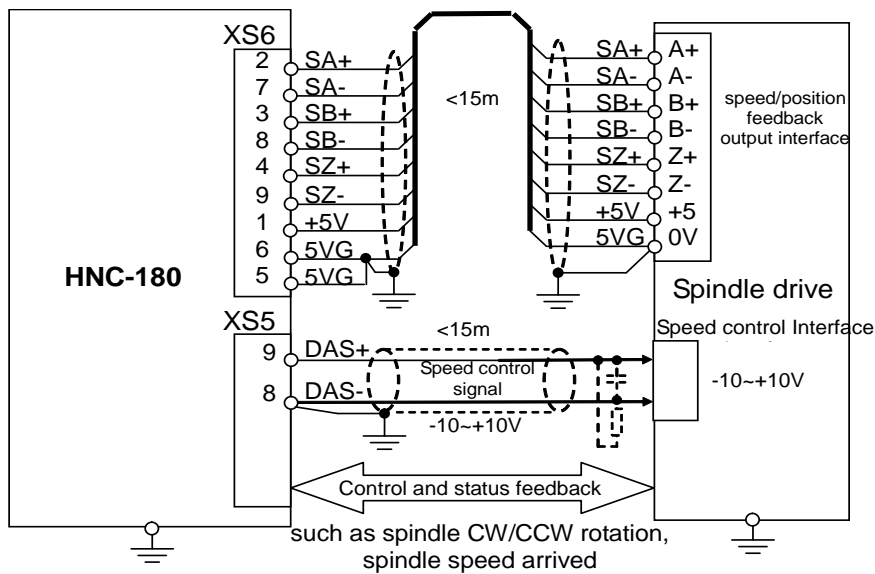 XS6
2 SA+ SA+ A+
7 SA- SA- A-
3 SB+ <15m SB+ B+
8 SB- SB- B-
4 SZ+ SZ+ Z+
9 SZ- SZ- Z-
1 +5V +5V +5
6 5VG 5VG 0V
5 5VG
speed/position
feedback
output interface
HNC-180
Spindle drive
XS5
<15m
Speed control Interface
9 DAS+
Speed control
signal
8 DAS-
-10~+10V
-10~+10V
Control and status feedback
such as spindle CW/CCW rotation,
spindle speed arrived